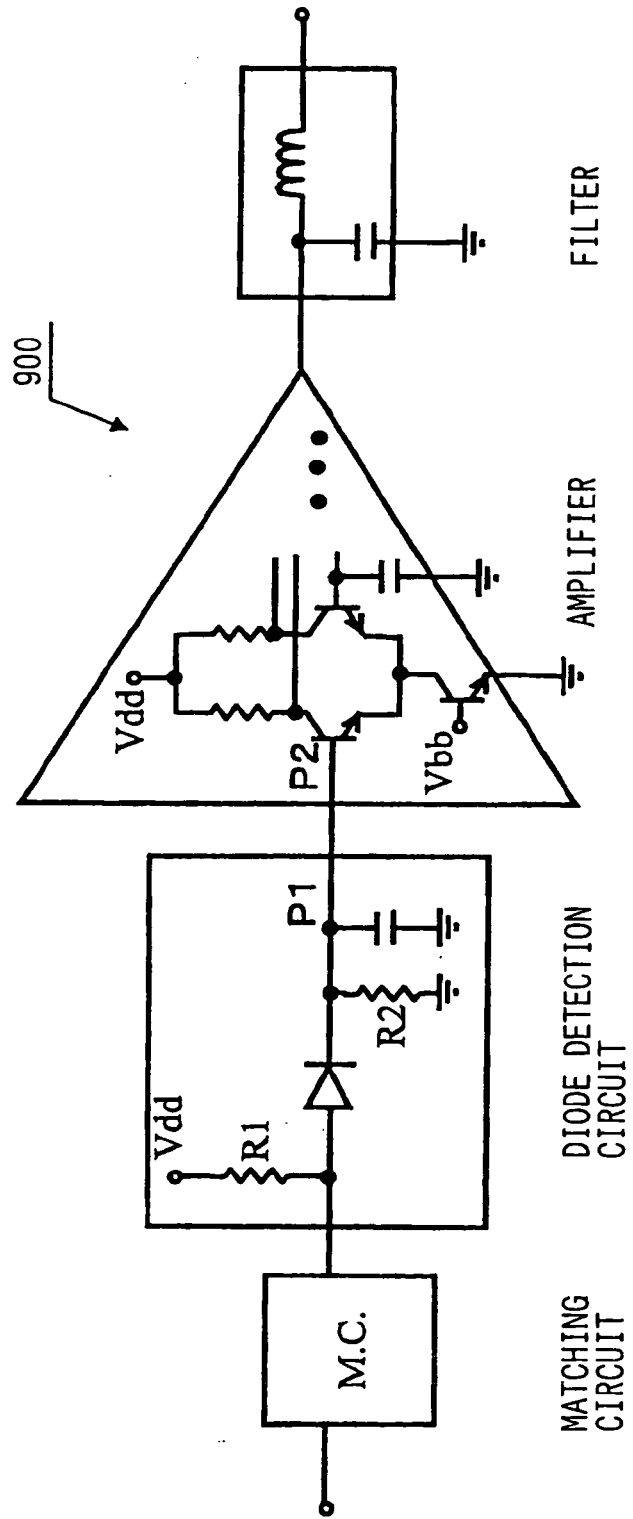 900
Vdd
Vdd
R1
P1
R2
P2
Vbb
M.C.
MATCHING
CIRCUIT
DIODE DETECTION
CIRCUIT
AMPLIFIER
FILTER